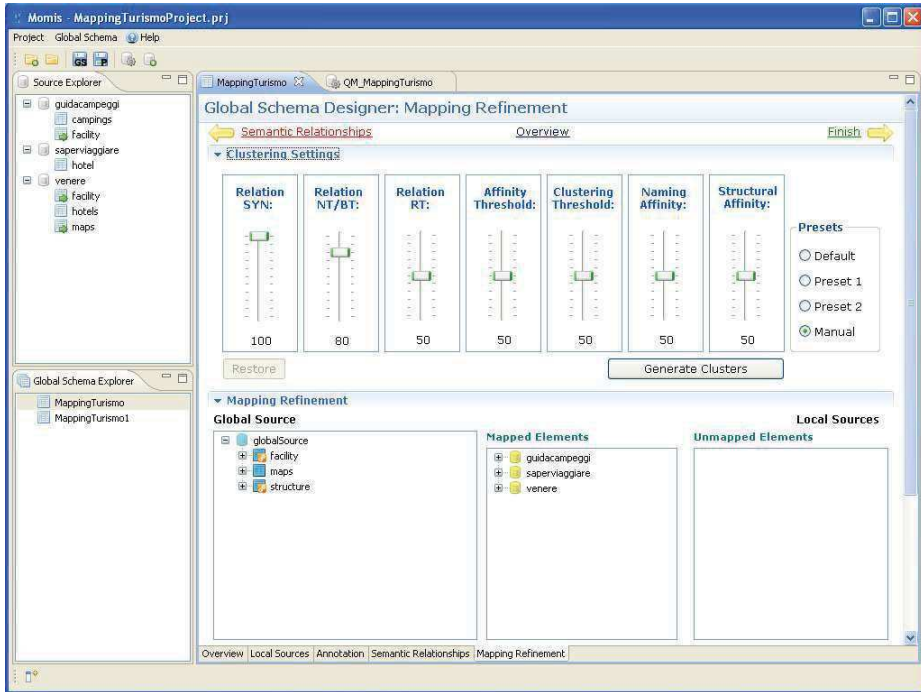 Momis - MappingTurismoProject.prj
Project Global Schema Help
GS P
Source Explorer
guidacampeggi
campings
facility
saperviaggiare
hotel
venere
facility
hotels
maps
Global Schema Explorer
MappingTurismo
MappingTurismo1
MappingTurismo QM_MappingTurismo
Global Schema Designer: Mapping Refinement
Semantic Relationships Overview Finish
Clustering Settings
Relation SYN: Relation NT/BT: Relation RT: Affinity Threshold: Clustering Threshold: Naming Affinity: Structural Affinity:
100 80 50 50 50 50 50
Presets
Default
Preset 1
Preset 2
Manual
Restore Generate Clusters
Mapping Refinement
Global Source Local Sources
globalSource
facility
maps
structure
Mapped Elements Unmapped Elements
guidacampeggi
saperviaggiare
venere
Overview Local Sources Annotation Semantic Relationships Mapping Refinement